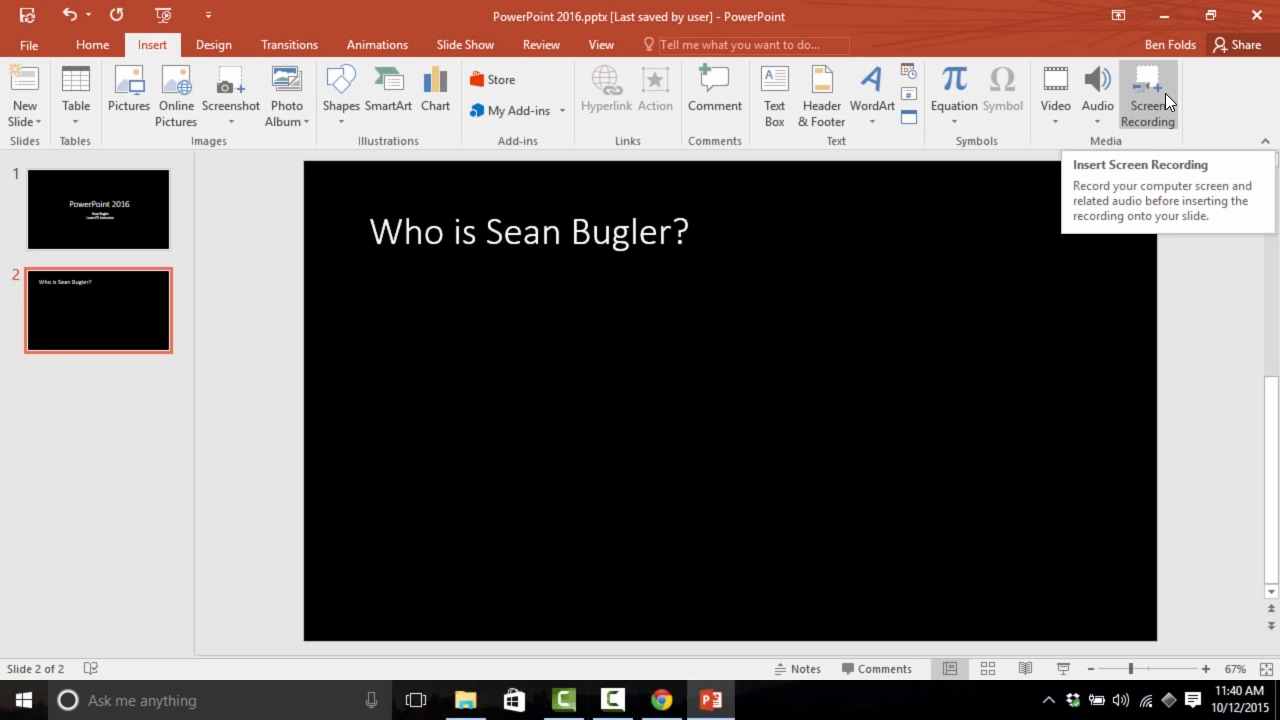 PowerPoint 2016.pptx [Last saved by user] - PowerPoint
File Home Insert Design Transitions Animations Slide Show Review View Tell me what you want to do... Ben Folds Share
New Slide
Table
Pictures
Online Pictures
Screenshot
Photo Album
Shapes
SmartArt
Chart
Store
My Add-ins
Hyperlink
Action
Comment
Text Box
Header & Footer
WordArt
Equation
Symbol
Video
Audio
Screen Recording
Slides Tables Images Illustrations Add-ins Links Comments Text Symbols Media
Insert Screen Recording
Record your computer screen and
related audio before inserting the
recording onto your slide.
1
PowerPoint 2016
2
Who is Sean Bugler?
Who is Sean Bugler?
Slide 2 of 2 Notes Comments 67%
Ask me anything
11:40 AM
10/12/2015